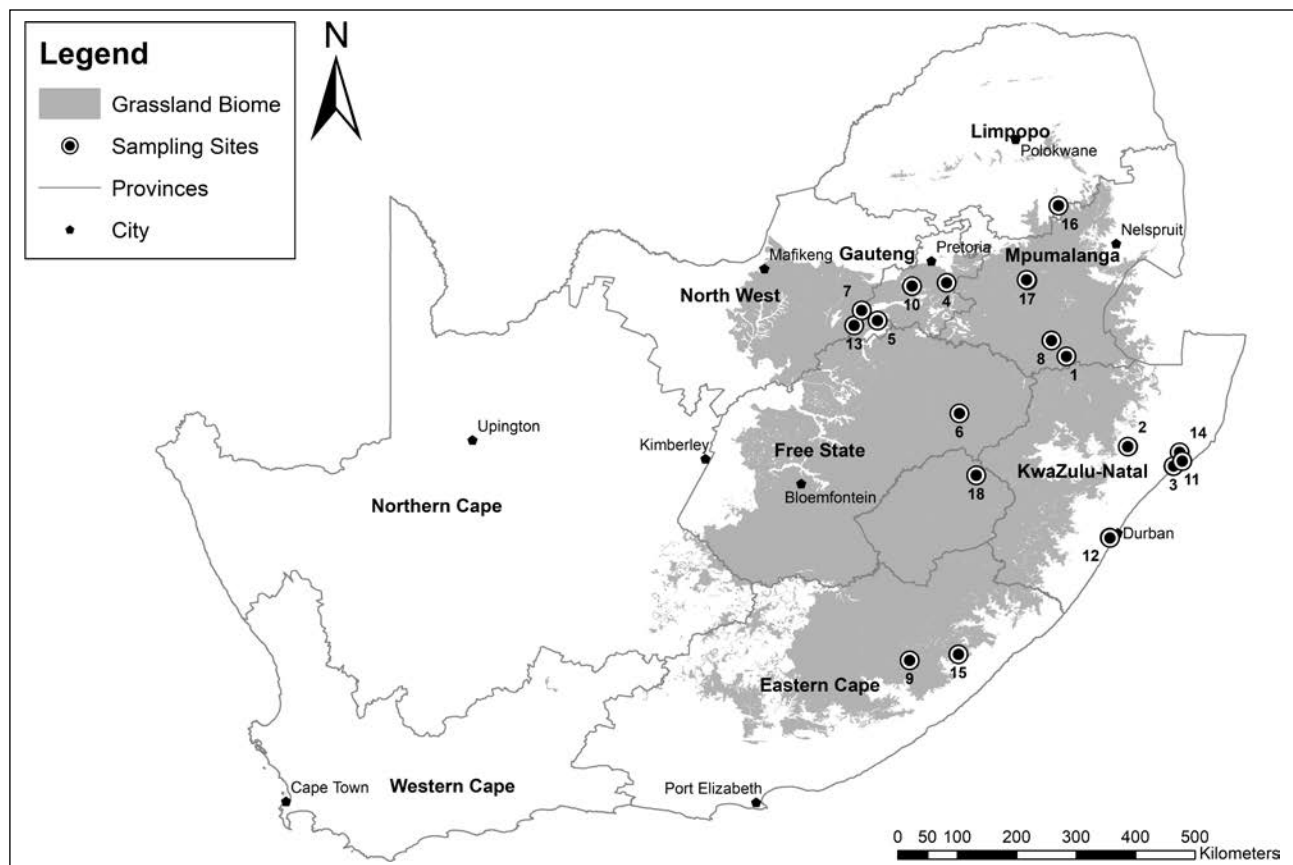 Legend
Grassland Biome
Sampling Sites
Provinces
City
N
Limpopo
Polokwane
16
Nelspruit
Mafikeng
Gauteng
Pretoria
Mpumalanga
North West
7
10
4
17
13
5
8
1
6
2
Upington
Kimberley
Free State
14
KwaZulu-Natal
3
11
Bloemfontein
18
Northern Cape
Durban
12
9
15
Eastern Cape
Cape Town
Western Cape
Port Elizabeth
0 50 100 200 300 400 500
Kilometers